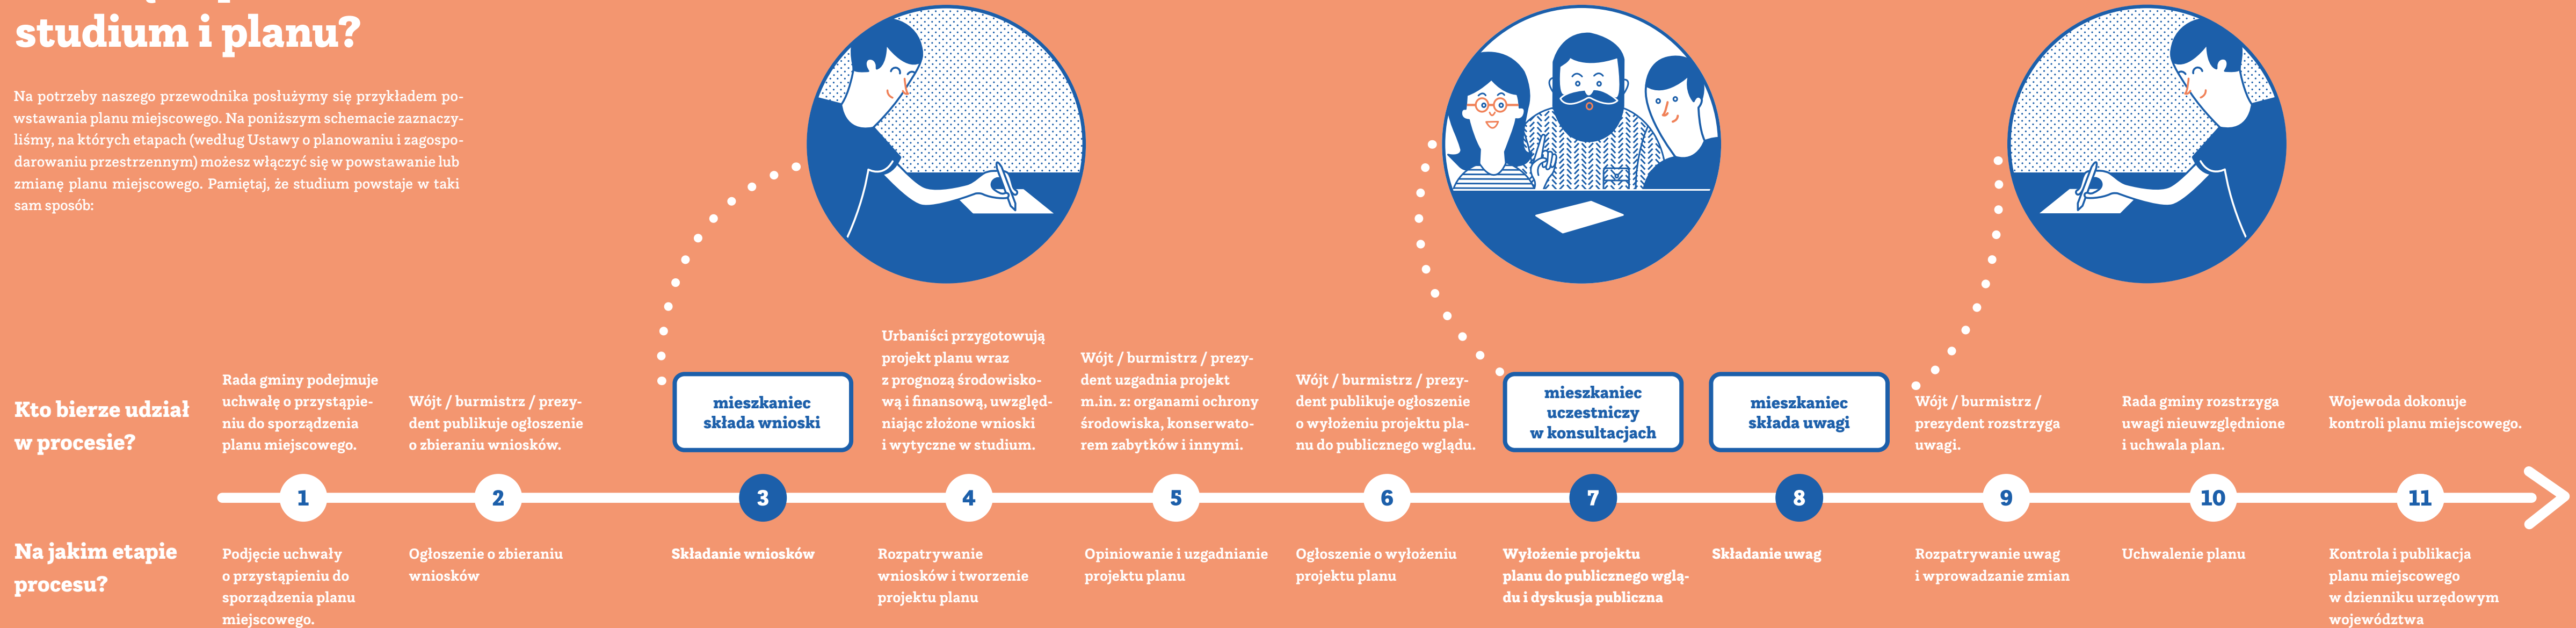 studium i planu?
Na potrzeby naszego przewodnika posłużymy się przykładem po-
wstawania planu miejscowego. Na poniższym schemacie zaznaczy-
liśmy, na których etapach (według Ustawy o planowaniu i zagospo-
darowaniu przestrzennym) możesz włączyć się w powstawanie lub
zmianę planu miejscowego. Pamiętaj, że studium powstaje w taki
sam sposób:
Kto bierze udział
w procesie?
Rada gminy podejmuje
uchwałę o przystąpie-
niu do sporządzenia
planu miejscowego.
Wójt / burmistrz / prezy-
dent publikuje ogłoszenie
o zbieraniu wniosków.
mieszkaniec
składa wnioski
Urbaniści przygotowują
projekt planu wraz
z prognozą środowisko-
wą i finansową, uwzględ-
niając złożone wnioski
i wytyczne w studium.
Wójt / burmistrz / prezy-
dent uzgadnia projekt
m.in. z: organami ochrony
środowiska, konserwato-
rem zabytków i innymi.
Wójt / burmistrz / prezy-
dent publikuje ogłoszenie
o wyłożeniu projektu pla-
nu do publicznego wglądu.
mieszkaniec
uczestniczy
w konsultacjach
mieszkaniec
składa uwagi
Wójt / burmistrz /
prezydent rozstrzyga
uwagi.
Rada gminy rozstrzyga
uwagi nieuwzględnione
i uchwala plan.
Wojewoda dokonuje
kontroli planu miejscowego.
1
2
3
4
5
6
7
8
9
10
11
Na jakim etapie
procesu?
Podjęcie uchwały
o przystąpieniu do
sporządzenia planu
miejscowego.
Ogłoszenie o zbieraniu
wniosków
Składanie wniosków
Rozpatrywanie
wniosków i tworzenie
projektu planu
Opiniowanie i uzgadnianie
projektu planu
Ogłoszenie o wyłożeniu
projektu planu
Wyłożenie projektu
planu do publicznego wglą-
du i dyskusja publiczna
Składanie uwag
Rozpatrywanie uwag
i wprowadzanie zmian
Uchwalenie planu
Kontrola i publikacja
planu miejscowego
w dzienniku urzędowym
województwa